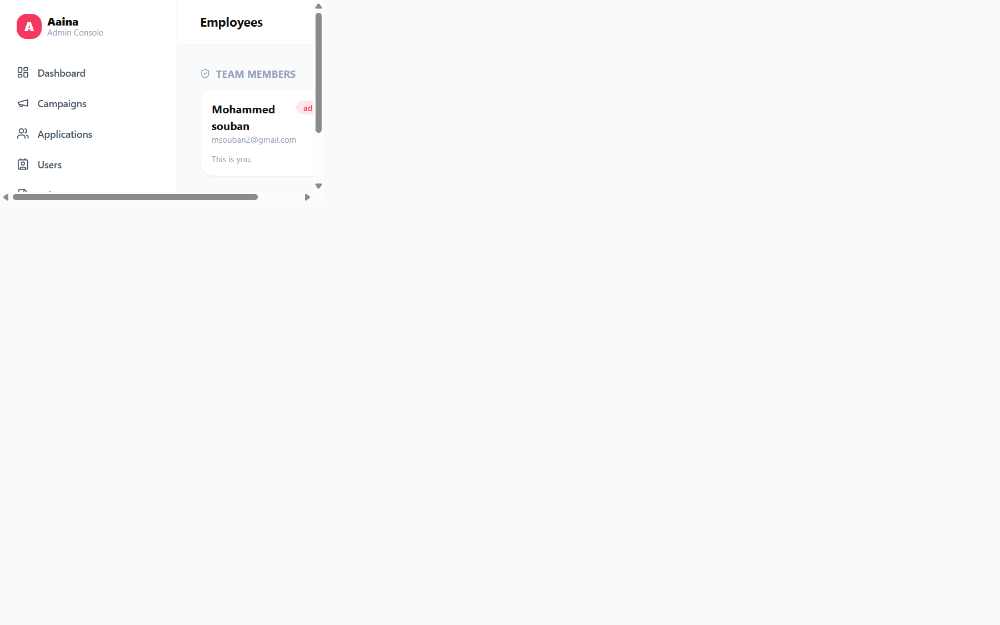 A
Aaina
Admin Console
Dashboard
Campaigns
Applications
Users
Employees
TEAM MEMBERS
Mohammed
souban
ad
msouban2@gmail.com
This is you.